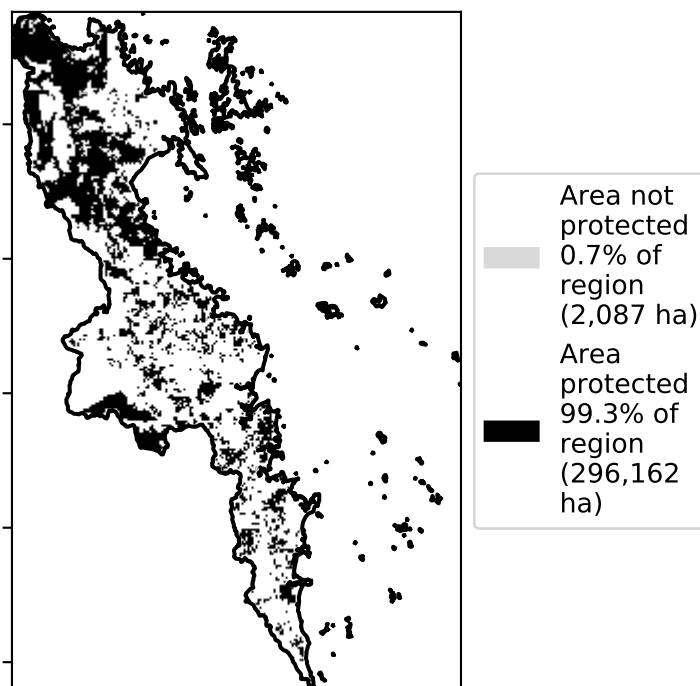 Area not
protected
0.7% of
region
(2,087 ha)
Area
protected
99.3% of
region
(296,162
ha)